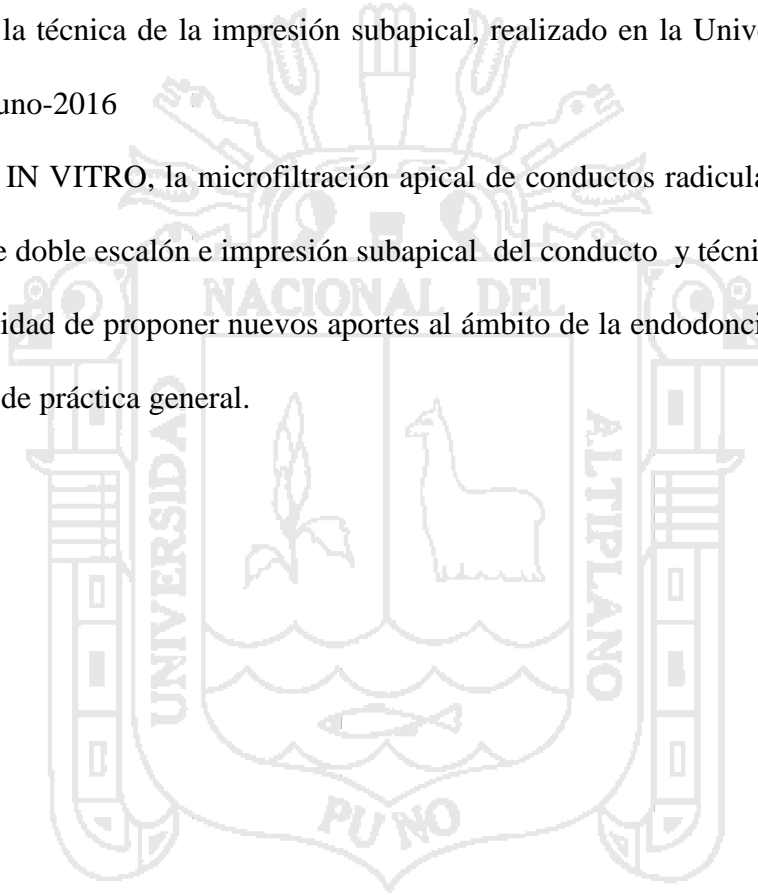 la técnica de la impresión subapical, realizado en la Unive
uno-2016
IN VITRO, la microfiltración apical de conductos radicula
e doble escalón e impresión subapical del conducto y técni
NACIONAL DEL
idad de proponer nuevos aportes al ámbito de la endodonci
de práctica general.
UNIVERSIDAD
ALTIPLANO
PUNO